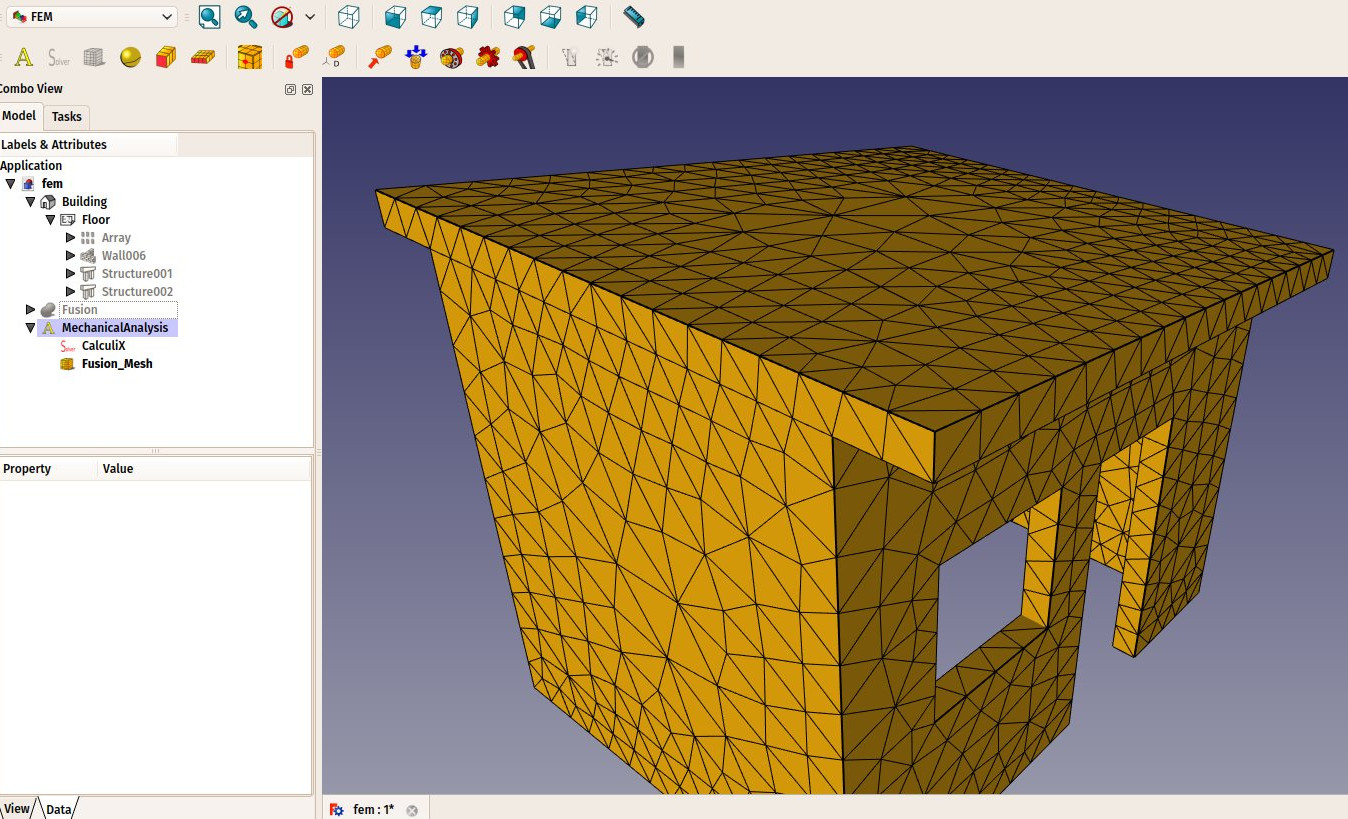 FEM
A
Solver
D
Combo View
Model Tasks
Labels & Attributes
Application
fem
Building
Floor
Array
Wall006
Structure001
Structure002
Fusion
A MechanicalAnalysis
CalculiX
Fusion_Mesh
Property Value
View Data
fem : 1*